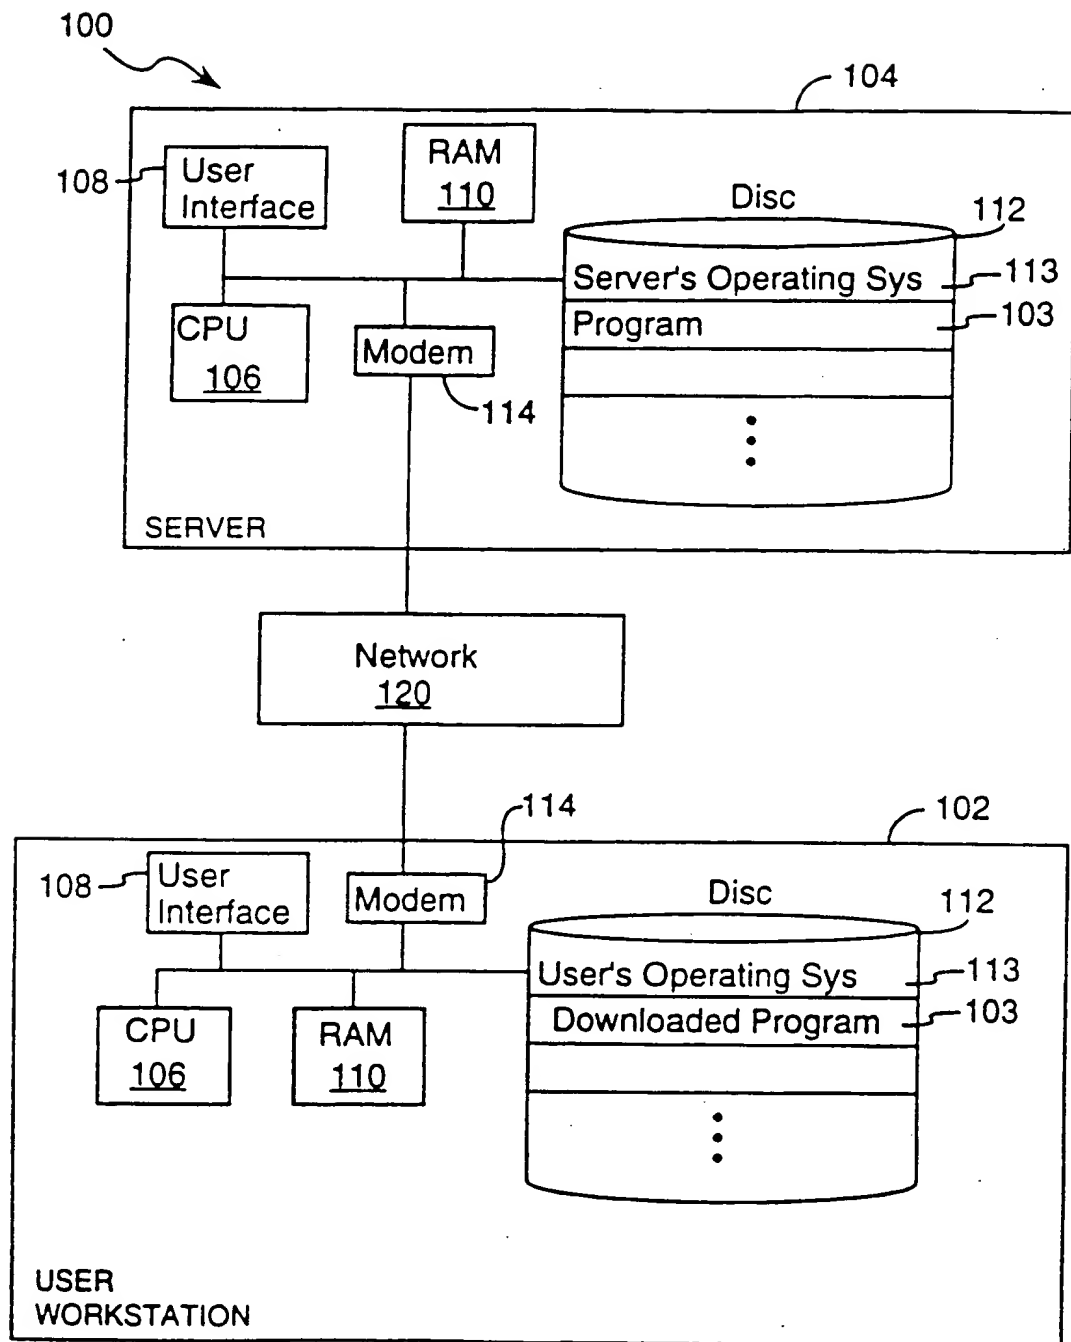 100
104
108
User
Interface
RAM
110
Disc
112
Server's Operating Sys
113
CPU
106
Modem
114
Program
103
SERVER
Network
120
114
102
108
User
Interface
Modem
Disc
112
User's Operating Sys
113
CPU
106
RAM
110
Downloaded Program
103
USER
WORKSTATION